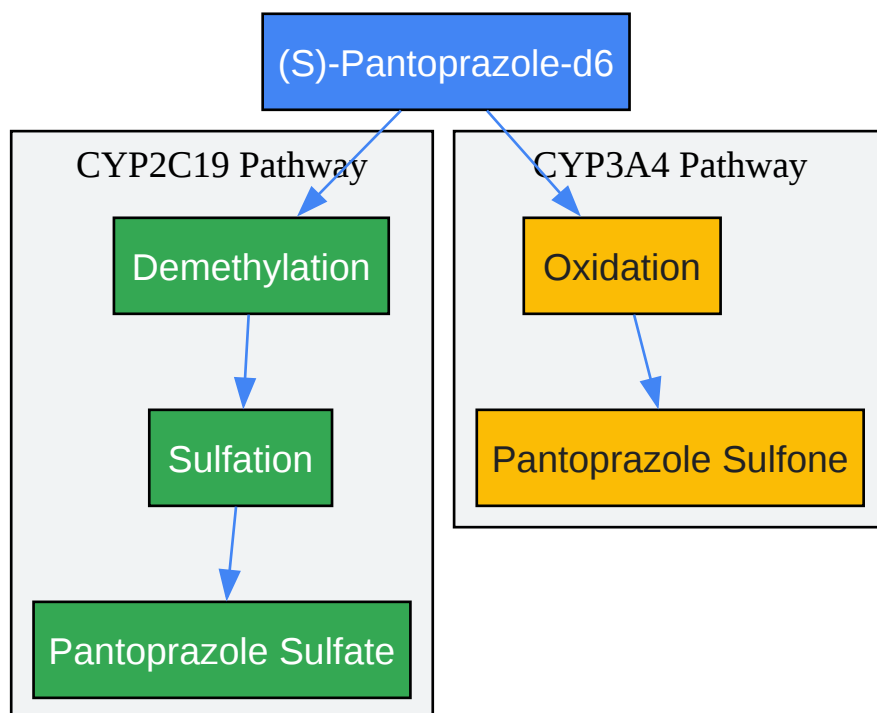 (S)-Pantoprazole-d6
CYP2C19 Pathway
Demethylation
Sulfation
Pantoprazole Sulfate
CYP3A4 Pathway
Oxidation
Pantoprazole Sulfone